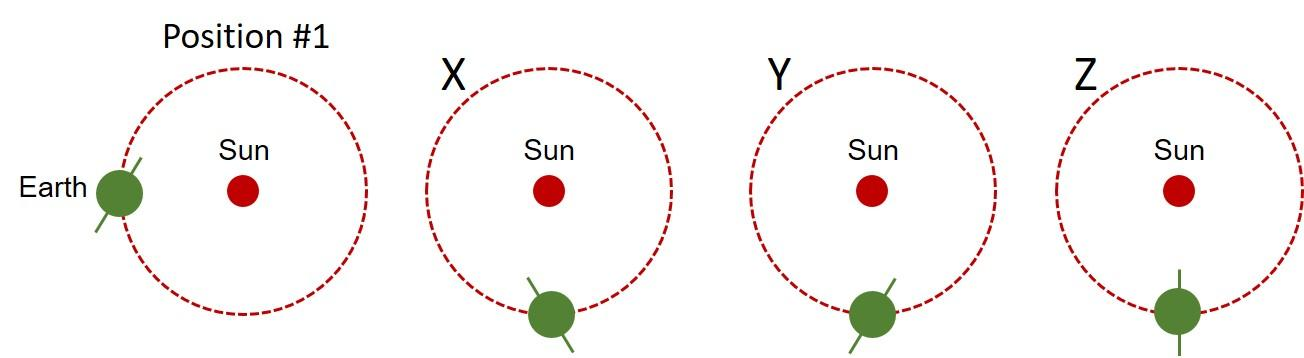 Position #1
X
Y
Z
Sun
Sun
Sun
Sun
Earth